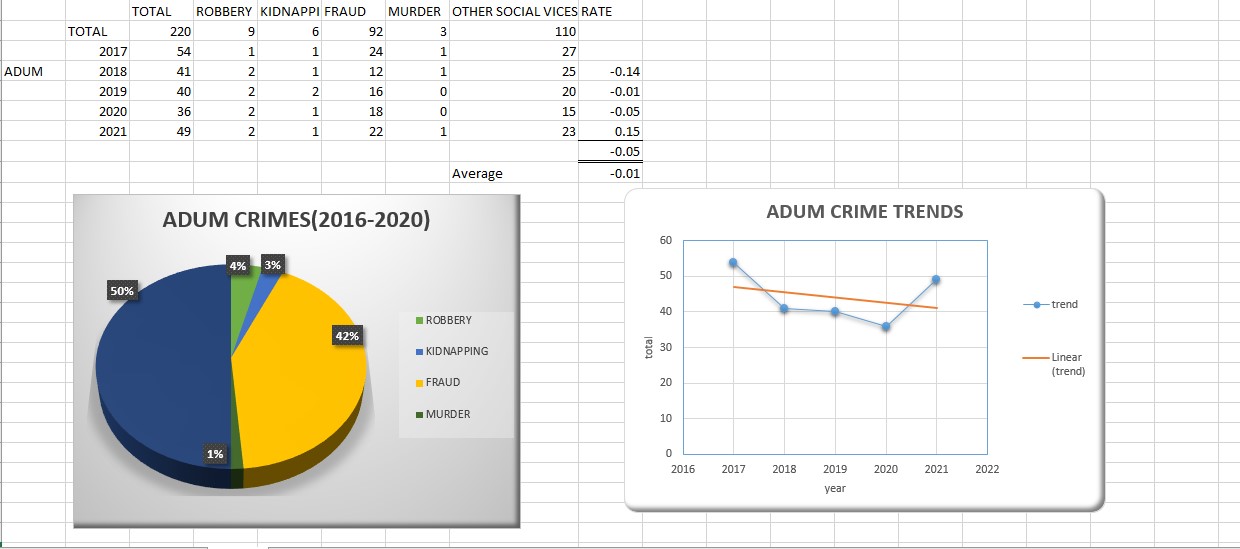 TOTAL ROBBERY KIDNAPPI FRAUD MURDER OTHER SOCIAL VICES RATE
TOTAL 220 9 6 92 3 110
2017 54 1 1 24 1 27
ADUM 2018 41 2 1 12 1 25 -0.14
2019 40 2 2 16 0 20 -0.01
2020 36 2 1 18 0 15 -0.05
2021 49 2 1 22 1 23 0.15
-0.05
Average -0.01
ADUM CRIMES(2016-2020)
4% 3%
50%
42%
1%
ROBBERY
KIDNAPPING
FRAUD
MURDER
ADUM CRIME TRENDS
60
50
40
30
20
10
0
total
2016 2017 2018 2019 2020 2021 2022
year
trend
Linear
(trend)